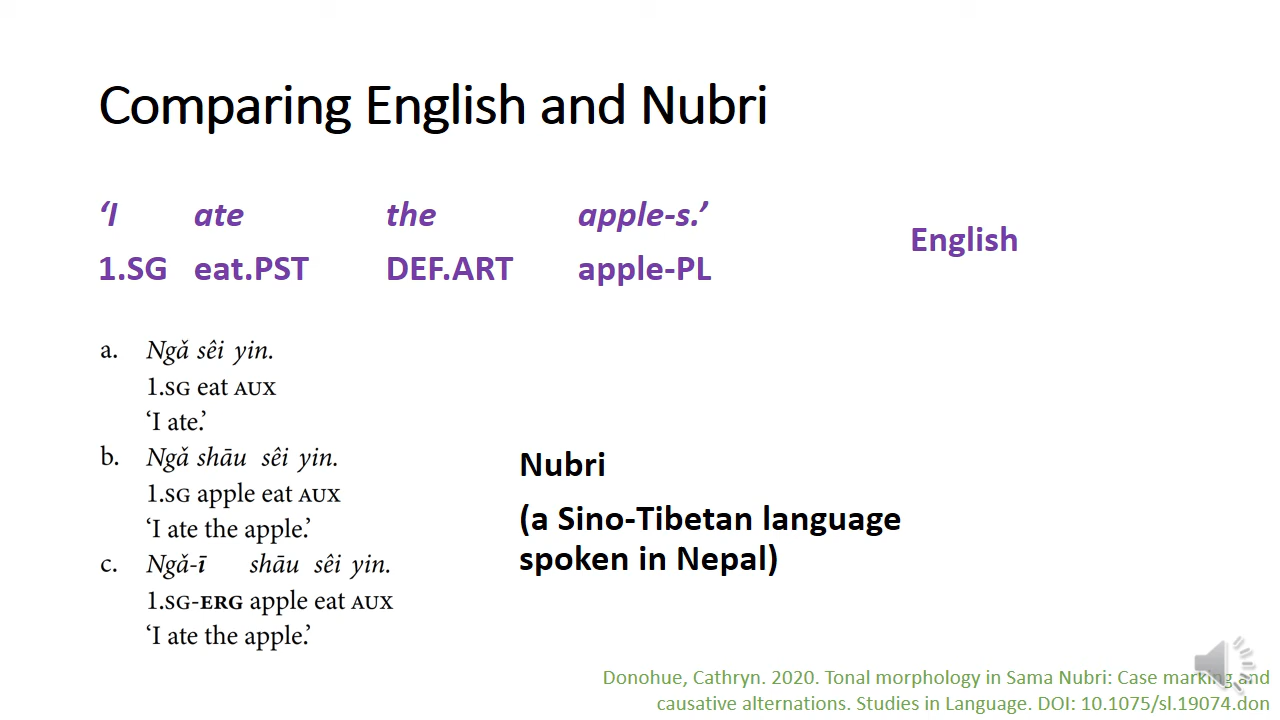 Comparing English and Nubri
‘I ate the apple-s.’
1.SG eat.PST DEF.ART apple-PL
English
a. Ngǎ sêi yin.
1.SG eat AUX
‘I ate.’
b. Ngǎ shāu sêi yin.
1.SG apple eat AUX
‘I ate the apple.’
c. Ngǎ-ī shāu sêi yin.
1.SG-ERG apple eat AUX
‘I ate the apple.’
Nubri
(a Sino-Tibetan language
spoken in Nepal)
Donohue, Cathryn. 2020. Tonal morphology in Sama Nubri: Case marking and
causative alternations. Studies in Language. DOI: 10.1075/sl.19074.don